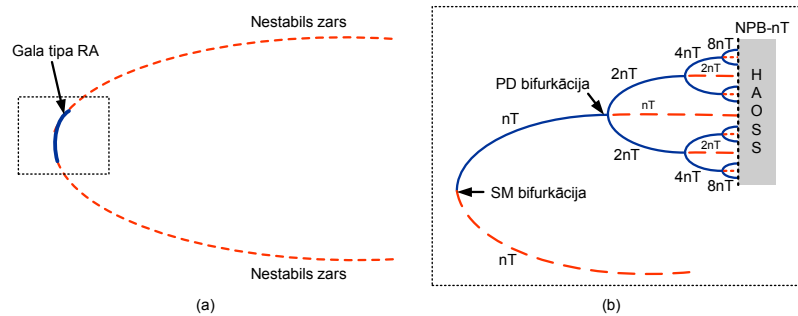 Nestabils zars
Gala tipa RA
Nestabils zars
(a)
NPB-nT
8nT
4nT
2nT
2nT
PD bifurkācija
nT
nT
2nT
2nT
4nT
8nT
SM bifurkācija
nT
H
A
O
S
S
(b)